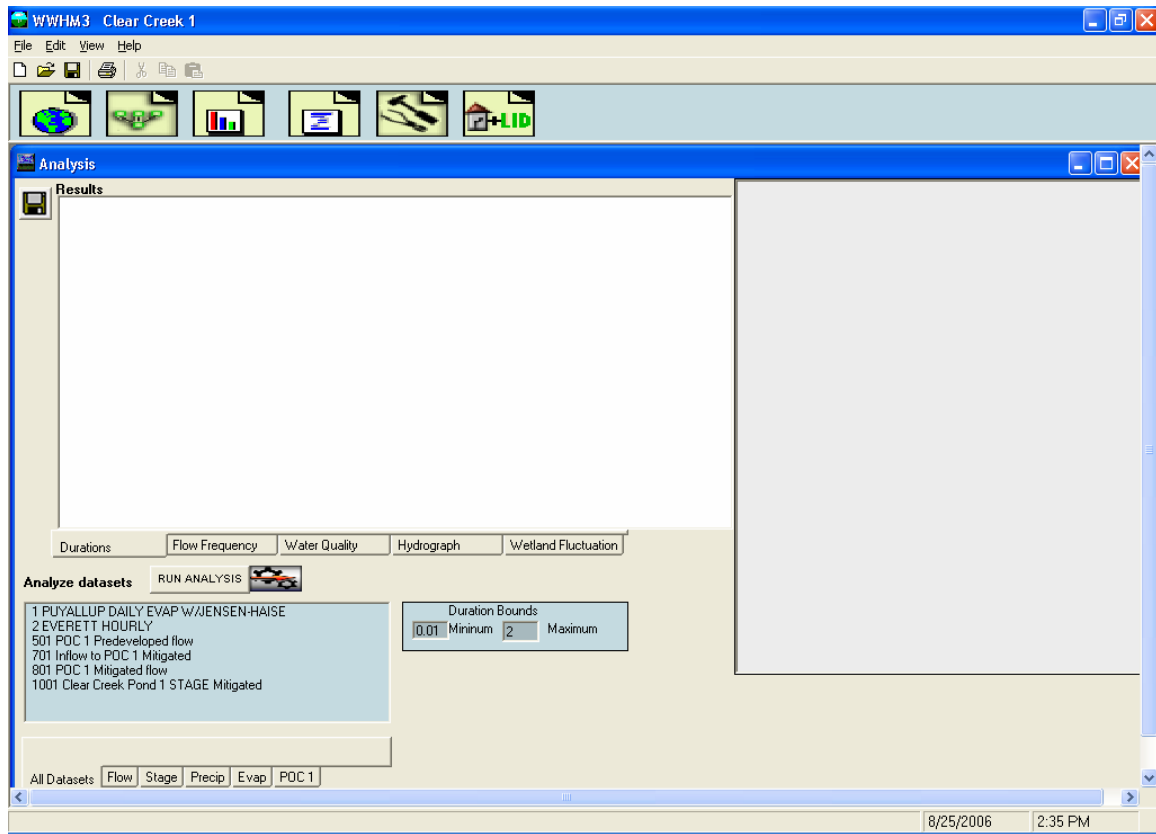 WWHM3 Clear Creek 1
File Edit View Help
+LID
Analysis
Results
Durations Flow Frequency Water Quality Hydrograph Wetland Fluctuation
Analyze datasets RUN ANALYSIS
1 PUYALLUP DAILY EVAP W/JENSEN-HAISE
2 EVERETT HOURLY
501 POC 1 Predeveloped flow
701 Inflow to POC 1 Mitigated
801 POC 1 Mitigated flow
1001 Clear Creek Pond 1 STAGE Mitigated
Duration Bounds
0.01 Mininum 2 Maximum
All Datasets Flow Stage Precip Evap POC 1
8/25/2006 2:35 PM